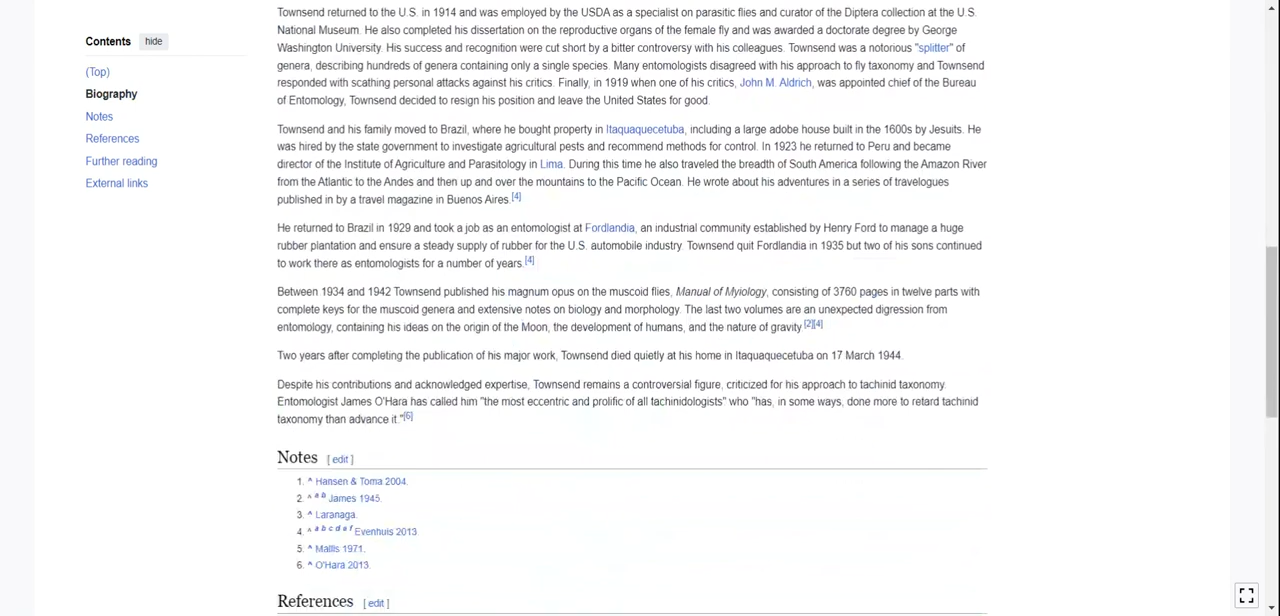 Townsend returned to the U.S. in 1914 and was employed by the USDA as a specialist on parasitic flies and curator of the Diptera collection at the U.S.
Contents hide
National Museum. He also completed his dissertation on the reproductive organs of the female fly and was awarded a doctorate degree by George
Washington University. His success and recognition were cut short by a bitter controversy with his colleagues. Townsend was a notorious "splitter" of
genera, describing hundreds of genera containing only a single species. Many entomologists disagreed with his approach to fly taxonomy and Townsend
responded with scathing personal attacks against his critics. Finally, in 1919 when one of his critics, John M. Aldrich, was appointed chief of the Bureau
of Entomology, Townsend decided to resign his position and leave the United States for good.
(Top)
Biography
Notes
References
Further reading
External links
Townsend and his family moved to Brazil, where he bought property in Itaquaquecetuba, including a large adobe house built in the 1600s by Jesuits. He
was hired by the state government to investigate agricultural pests and recommend methods for control. In 1923 he returned to Peru and became
director of the Institute of Agriculture and Parasitology in Lima. During this time he also traveled the breadth of South America following the Amazon River
from the Atlantic to the Andes and then up and over the mountains to the Pacific Ocean. He wrote about his adventures in a series of travelogues
published in by a travel magazine in Buenos Aires.[4]
He returned to Brazil in 1929 and took a job as an entomologist at Fordlandia, an industrial community established by Henry Ford to manage a huge
rubber plantation and ensure a steady supply of rubber for the U.S. automobile industry. Townsend quit Fordlandia in 1935 but two of his sons continued
to work there as entomologists for a number of years.[4]
Between 1934 and 1942 Townsend published his magnum opus on the muscoid flies, Manual of Myiology, consisting of 3760 pages in twelve parts with
complete keys for the muscoid genera and extensive notes on biology and morphology. The last two volumes are an unexpected digression from
entomology, containing his ideas on the origin of the Moon, the development of humans, and the nature of gravity [2][4]
Two years after completing the publication of his major work, Townsend died quietly at his home in Itaquaquecetuba on 17 March 1944.
Despite his contributions and acknowledged expertise, Townsend remains a controversial figure, criticized for his approach to tachinid taxonomy.
Entomologist James O'Hara has called him "the most eccentric and prolific of all tachinidologists" who "has, in some ways, done more to retard tachinid
taxonomy than advance it."[6]
Notes [ edit ]
1. ^ Hansen & Toma 2004.
2. ^ a b James 1945.
3. ^ Laranaga.
4. ^ a b c d e f Evenhuis 2013
5. ^ Mallis 1971.
6. ^ O'Hara 2013.
References [ edit ]